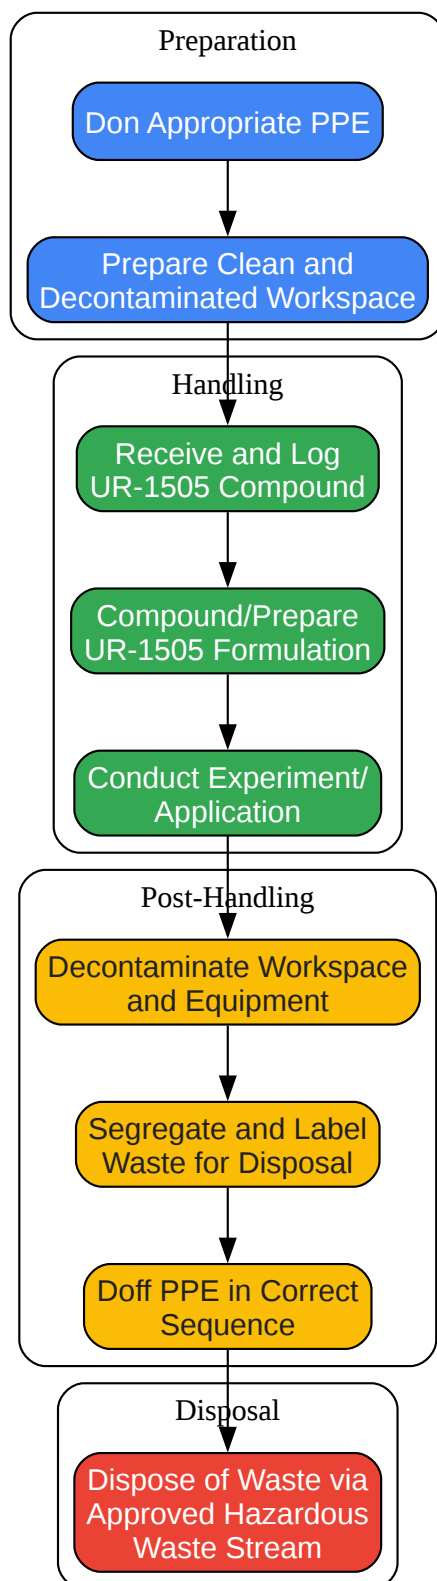 Preparation
Don Appropriate PPE
Prepare Clean and
Decontaminated Workspace
Handling
Receive and Log
UR-1505 Compound
Compound/Prepare
UR-1505 Formulation
Conduct Experiment/
Application
Post-Handling
Decontaminate Workspace
and Equipment
Segregate and Label
Waste for Disposal
Doff PPE in Correct
Sequence
Disposal
Dispose of Waste via
Approved Hazardous
Waste Stream